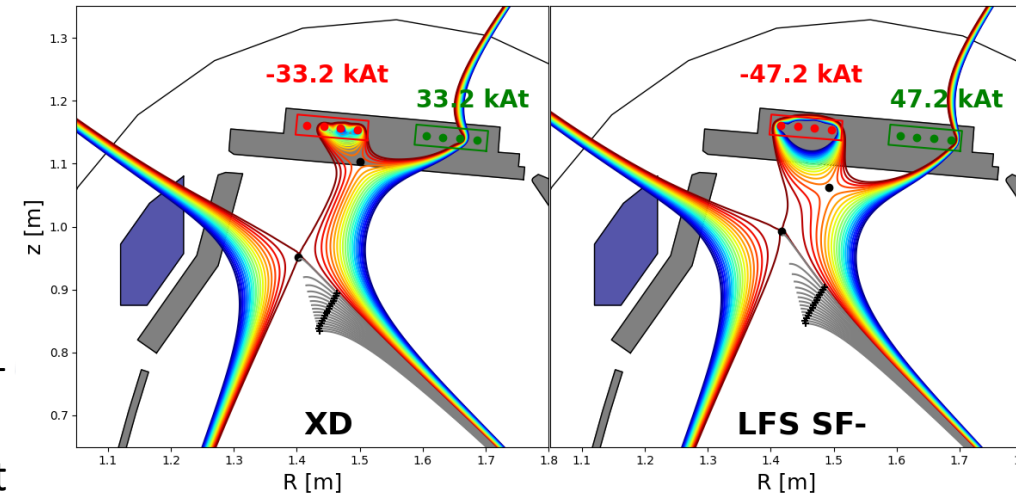 -33.2 kAt
33.2 kAt
-47.2 kAt
47.2 kAt
1.3
1.2
1.1
1.0
0.9
0.8
0.7
z [m]
XD
LFS SF-
1.1 1.2 1.3 1.4 1.5 1.6 1.7 1.8
1.1 1.2 1.3 1.4 1.5 1.6 1.7
R [m]
R [m]
t